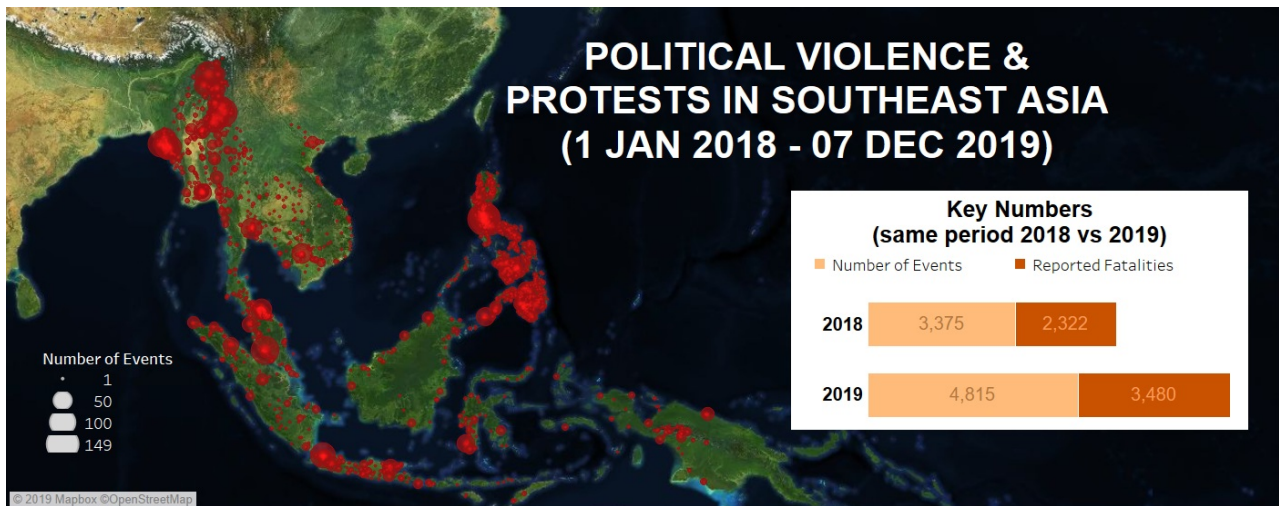 POLITICAL VIOLENCE &
PROTESTS IN SOUTHEAST ASIA
(1 JAN 2018 - 07 DEC 2019)
Key Numbers
(same period 2018 vs 2019)
Number of Events
Reported Fatalities
2018
3,375
2,322
2019
4,815
3,480
Number of Events
1
50
100
149
© 2019 Mapbox ©OpenStreetMap